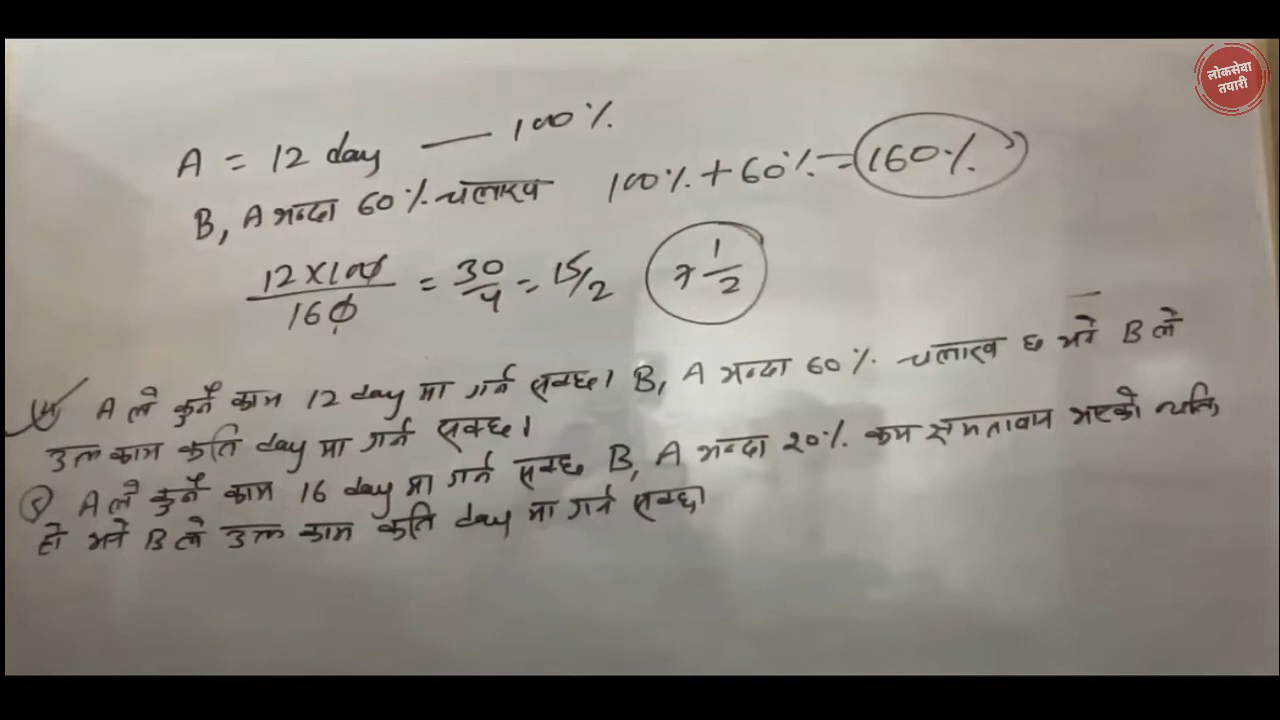 लोकसेवा
तयारी
A = 12 day — 100%
B, A भन्दा 60% चलाख 100% + 60% = 160%
12 × 100 / 160 = 30/4 = 15/2 7 1/2
A ले कुनै काम 12 day मा गर्न सक्छ। B, A भन्दा 60% चलाख छ भने B ले
उक्त काम कति day मा गर्न सक्छ।
A ले कुनै काम 16 day मा गर्न सक्छ B, A भन्दा 20% कम क्षमतावान भएको व्यक्ति
हो भने B ले उक्त काम कति day मा गर्न सक्छ।